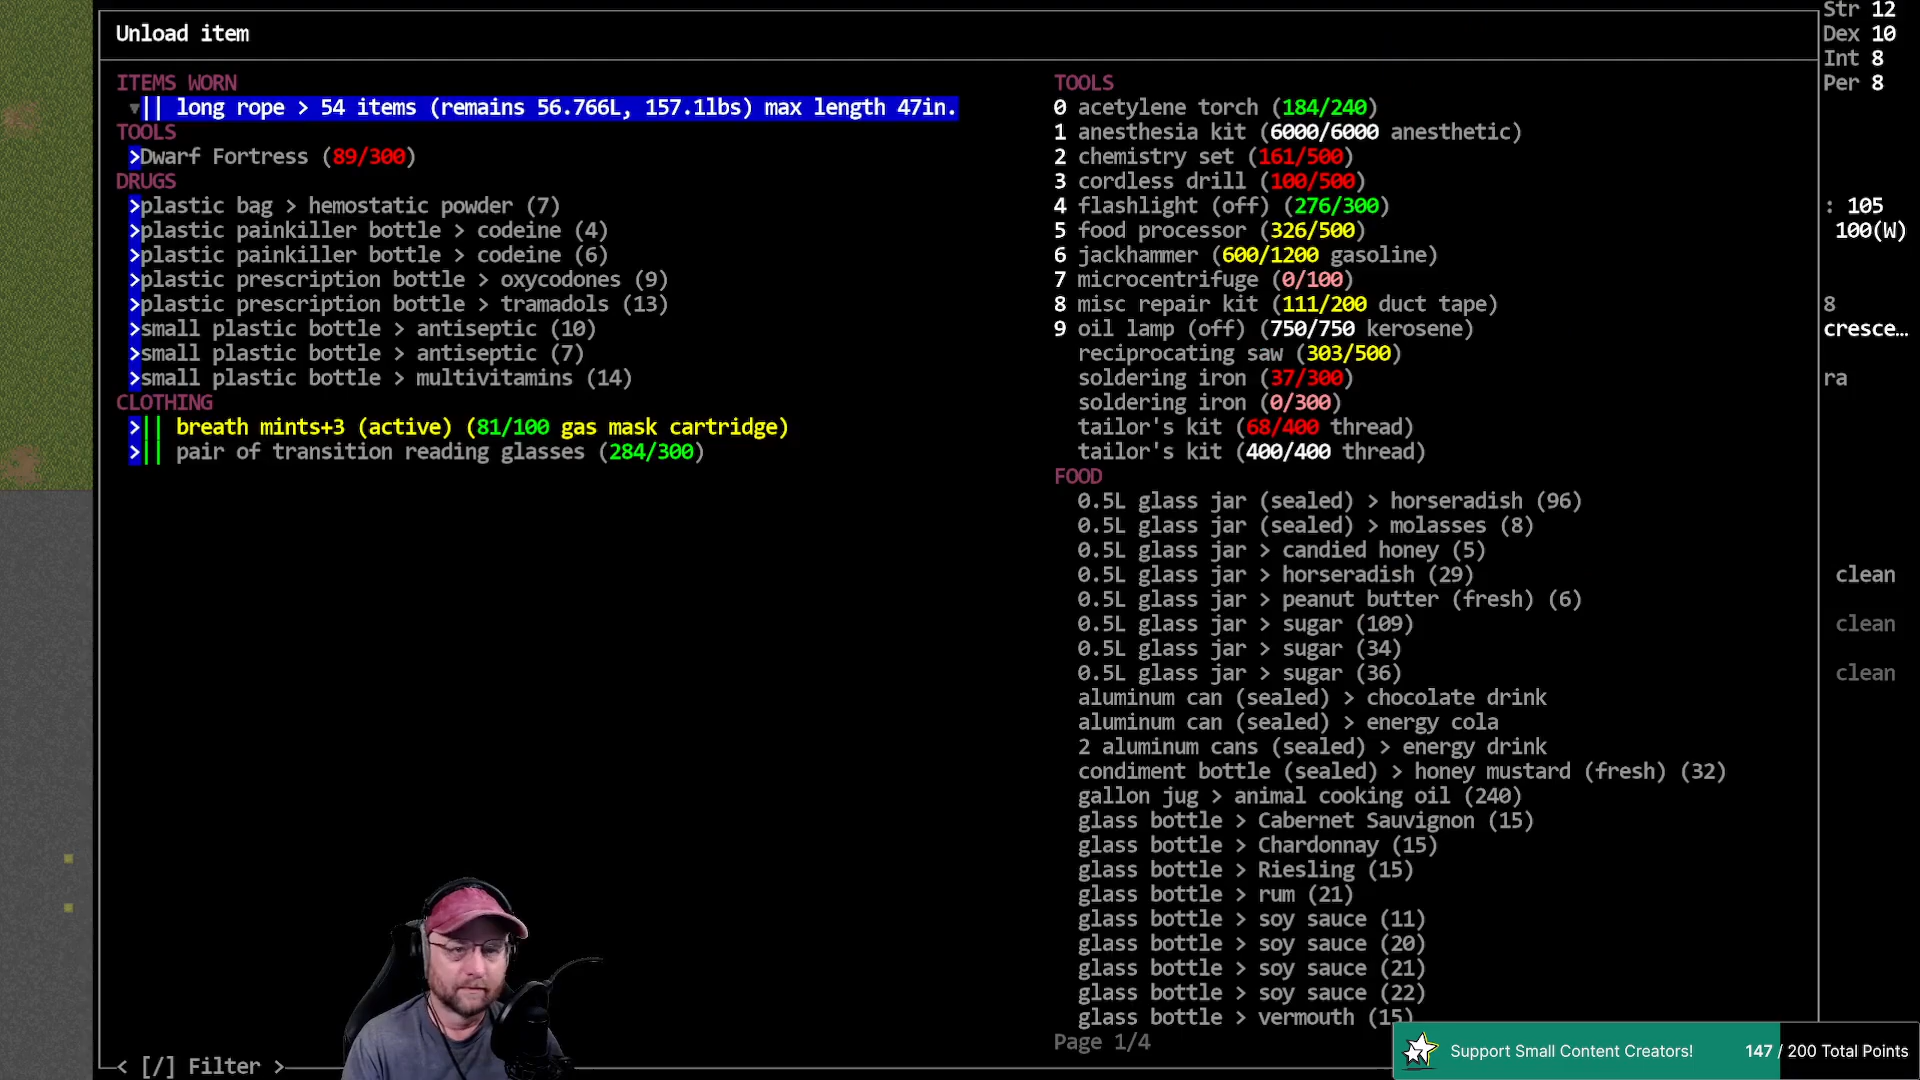 Unload item
ITEMS WORN
▾|| long rope > 54 items (remains 56.766L, 157.1lbs) max length 47in.
TOOLS
>Dwarf Fortress (89/300)
DRUGS
>plastic bag > hemostatic powder (7)
>plastic painkiller bottle > codeine (4)
>plastic painkiller bottle > codeine (6)
>plastic prescription bottle > oxycodones (9)
>plastic prescription bottle > tramadols (13)
>small plastic bottle > antiseptic (10)
>small plastic bottle > antiseptic (7)
>small plastic bottle > multivitamins (14)
CLOTHING
>|| breath mints+3 (active) (81/100 gas mask cartridge)
>|| pair of transition reading glasses (284/300)
< [/] Filter >
TOOLS
0 acetylene torch (184/240)
1 anesthesia kit (6000/6000 anesthetic)
2 chemistry set (161/500)
3 cordless drill (100/500)
4 flashlight (off) (276/300)
5 food processor (326/500)
6 jackhammer (600/1200 gasoline)
7 microcentrifuge (0/100)
8 misc repair kit (111/200 duct tape)
9 oil lamp (off) (750/750 kerosene)
reciprocating saw (303/500)
soldering iron (37/300)
soldering iron (0/300)
tailor's kit (68/400 thread)
tailor's kit (400/400 thread)
FOOD
0.5L glass jar (sealed) > horseradish (96)
0.5L glass jar (sealed) > molasses (8)
0.5L glass jar > candied honey (5)
0.5L glass jar > horseradish (29)
0.5L glass jar > peanut butter (fresh) (6)
0.5L glass jar > sugar (109)
0.5L glass jar > sugar (34)
0.5L glass jar > sugar (36)
aluminum can (sealed) > chocolate drink
aluminum can (sealed) > energy cola
2 aluminum cans (sealed) > energy drink
condiment bottle (sealed) > honey mustard (fresh) (32)
gallon jug > animal cooking oil (240)
glass bottle > Cabernet Sauvignon (15)
glass bottle > Chardonnay (15)
glass bottle > Riesling (15)
glass bottle > rum (21)
glass bottle > soy sauce (11)
glass bottle > soy sauce (20)
glass bottle > soy sauce (21)
glass bottle > soy sauce (22)
glass bottle > vermouth (15)
Page 1/4
Str 12
Dex 10
Int 8
Per 8
: 105
100(W)
8
cresce…
ra
clean
clean
clean
Support Small Content Creators! 147 / 200 Total Points